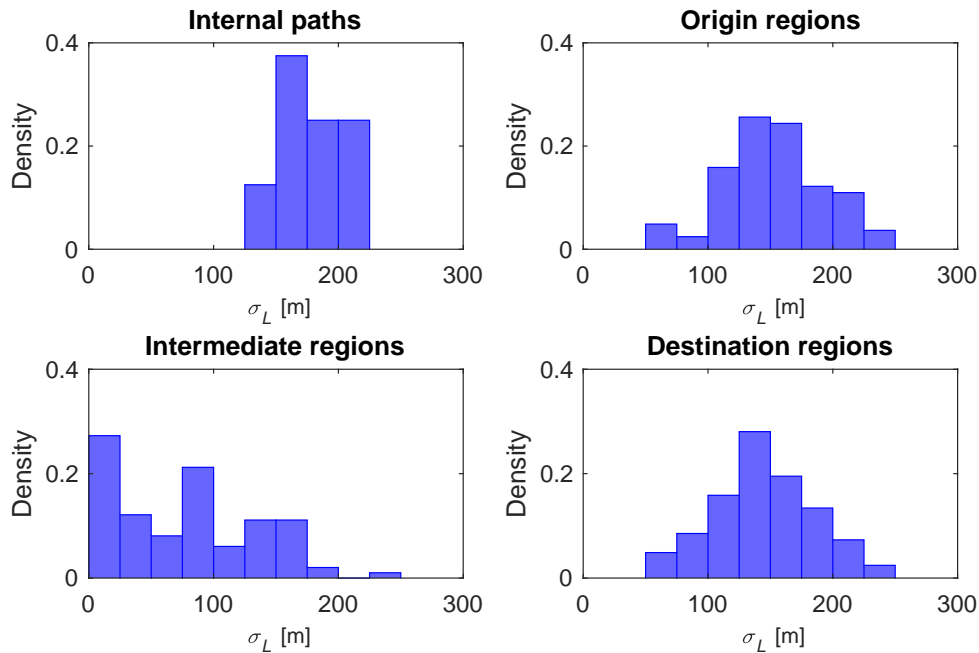 Internal paths
0.4
0.2
0
Density
0 100 200 300
σL [m]
Origin regions
0.4
0.2
0
Density
0 100 200 300
σL [m]
Intermediate regions
0.4
0.2
0
Density
0 100 200 300
σL [m]
Destination regions
0.4
0.2
0
Density
0 100 200 300
σL [m]